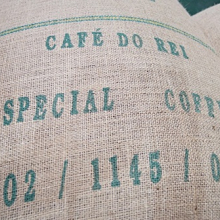 CAFÉ DO REI
SPECIAL COFF
02 / 1145 / 0